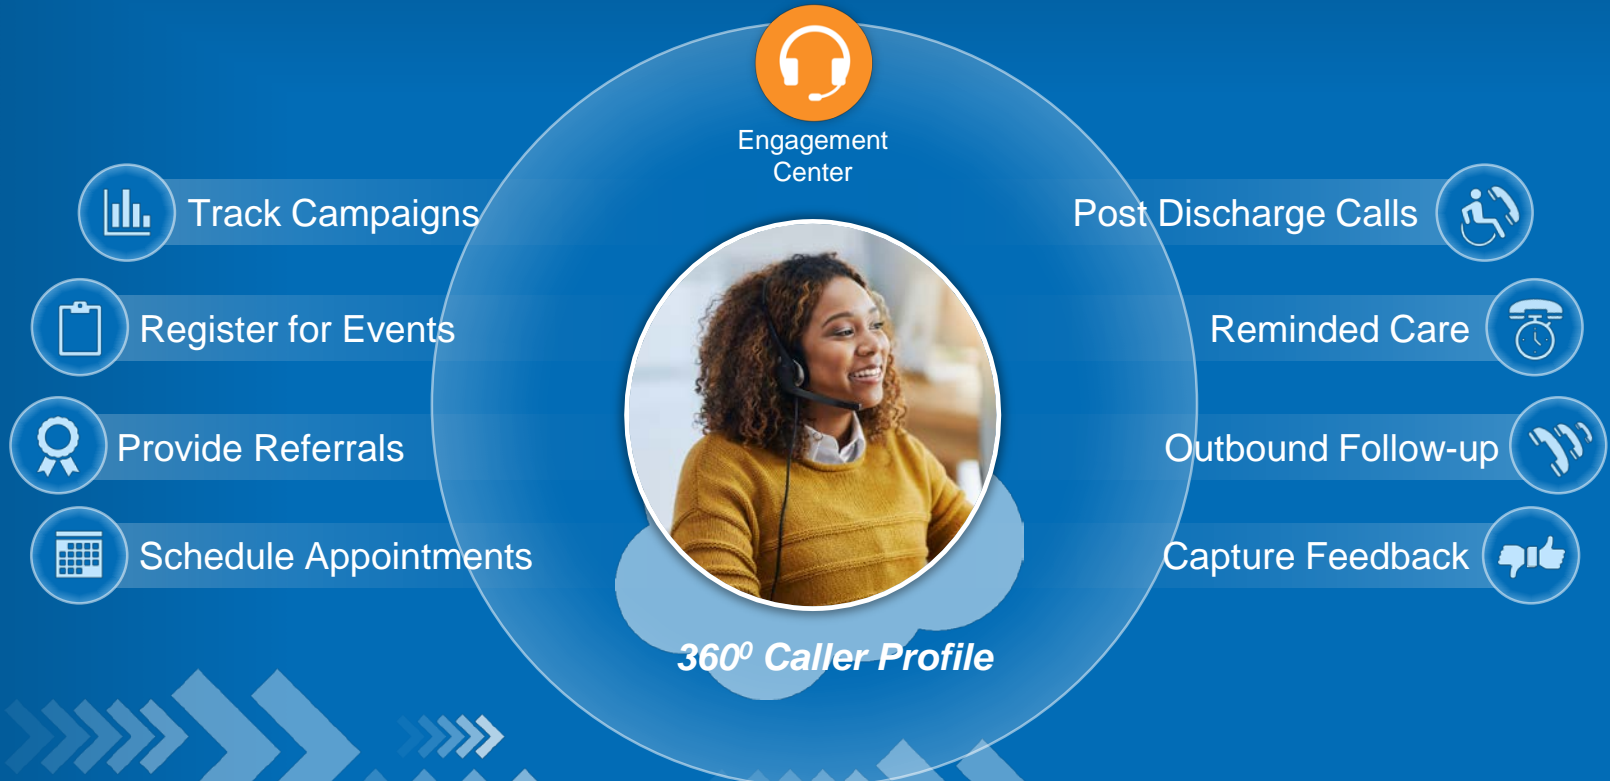 Engagement
Center
Track Campaigns
Register for Events
Provide Referrals
Schedule Appointments
Post Discharge Calls
Reminded Care
Outbound Follow-up
Capture Feedback
360⁰ Caller Profile